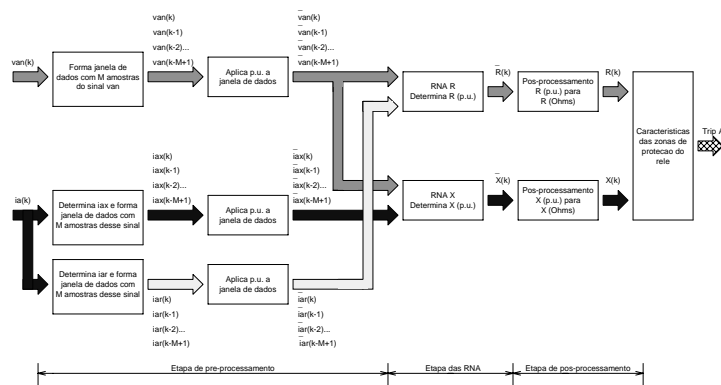 van(k)
van(k-1)
van(k-2)...
van(k-M+1)
van(k)
van(k-1)
van(k-2)...
van(k-M+1)
van(k)
Forma janela de
dados com M amostras
do sinal van
Aplica p.u. a
janela de dados
RNA R
Determina R (p.u.)
R(k)
Pos-processamento
R (p.u.) para
R (Ohms)
R(k)
Caracteristicas
das zonas de
protecao do
rele
Trip A
iax(k)
iax(k-1)
iax(k-2)...
iax(k-M+1)
iax(k)
iax(k-1)
iax(k-2)...
iax(k-M+1)
ia(k)
Determina iax e forma
janela de dados com
M amostras desse sinal
Aplica p.u. a
janela de dados
RNA X
Determina X (p.u.)
X(k)
Pos-processamento
X (p.u.) para
X (Ohms)
X(k)
Determina iar e forma
janela de dados com
M amostras desse sinal
Aplica p.u. a
janela de dados
iar(k)
iar(k-1)
iar(k-2)...
iar(k-M+1)
iar(k)
iar(k-1)
iar(k-2)...
iar(k-M+1)
Etapa de pre-processamento
Etapa das RNA
Etapa de pos-processamento